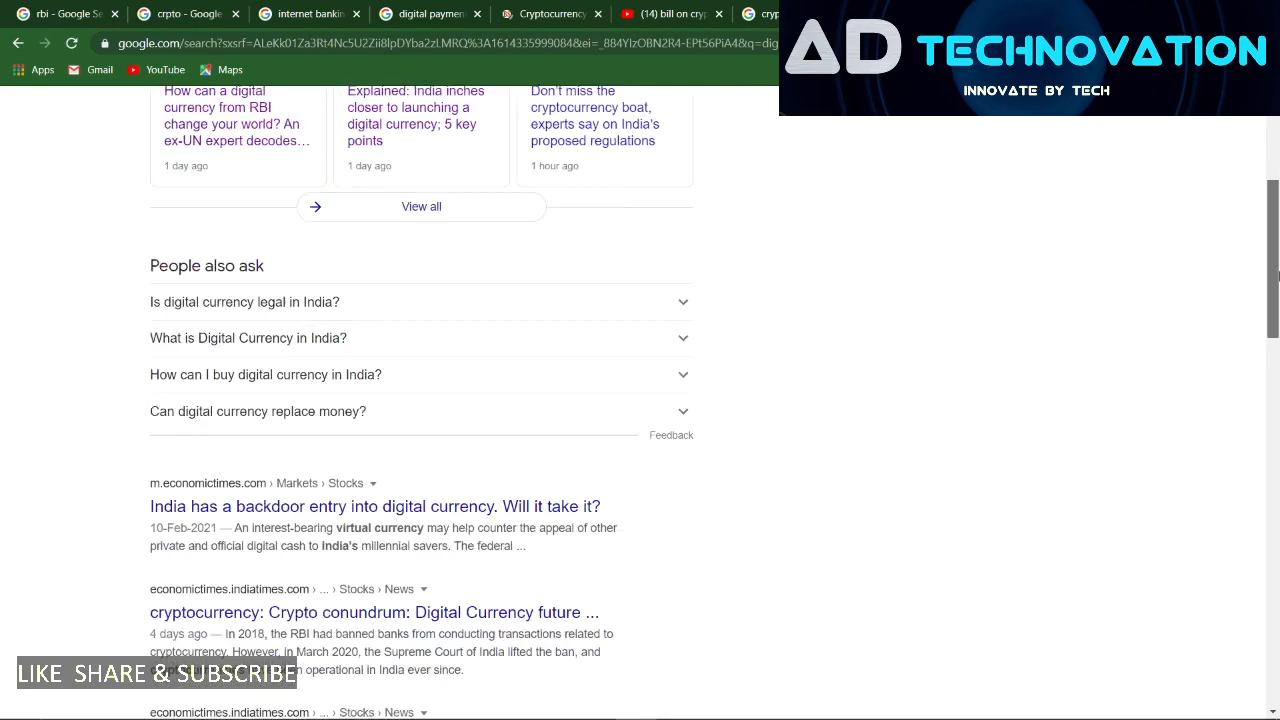 rbi - Google Se
crypto - Google
internet banki
digital paymen
Cryptocurrency
(14) bill on cryp
google.com/search?sxsrf=ALeKk01Za3Rt4Nc5U2Zii8lpDYba2zLMRQ%3A1614335999084&ei=_884YIzOBN2R4-EPt56PiA4&q=dig
Apps
Gmail
YouTube
Maps
AD TECHNOVATION
INNOVATE BY TECH
How can a digital
currency from RBI
change your world? An
ex-UN expert decodes...
1 day ago
Explained: India inches
closer to launching a
digital currency; 5 key
points
1 day ago
Don't miss the
cryptocurrency boat,
experts say on India's
proposed regulations
1 hour ago
View all
People also ask
Is digital currency legal in India?
What is Digital Currency in India?
How can I buy digital currency in India?
Can digital currency replace money?
Feedback
m.economictimes.com › Markets › Stocks
India has a backdoor entry into digital currency. Will it take it?
10-Feb-2021 — An interest-bearing virtual currency may help counter the appeal of other
private and official digital cash to India's millennial savers. The federal ...
economictimes.indiatimes.com › ... › Stocks › News
cryptocurrency: Crypto conundrum: Digital Currency future ...
4 days ago — In 2018, the RBI had banned banks from conducting transactions related to
cryptocurrency. However, in March 2020, the Supreme Court of India lifted the ban, and
operational in India ever since.
LIKE SHARE & SUBSCRIBE
economictimes.indiatimes.com › ... › Stocks › News